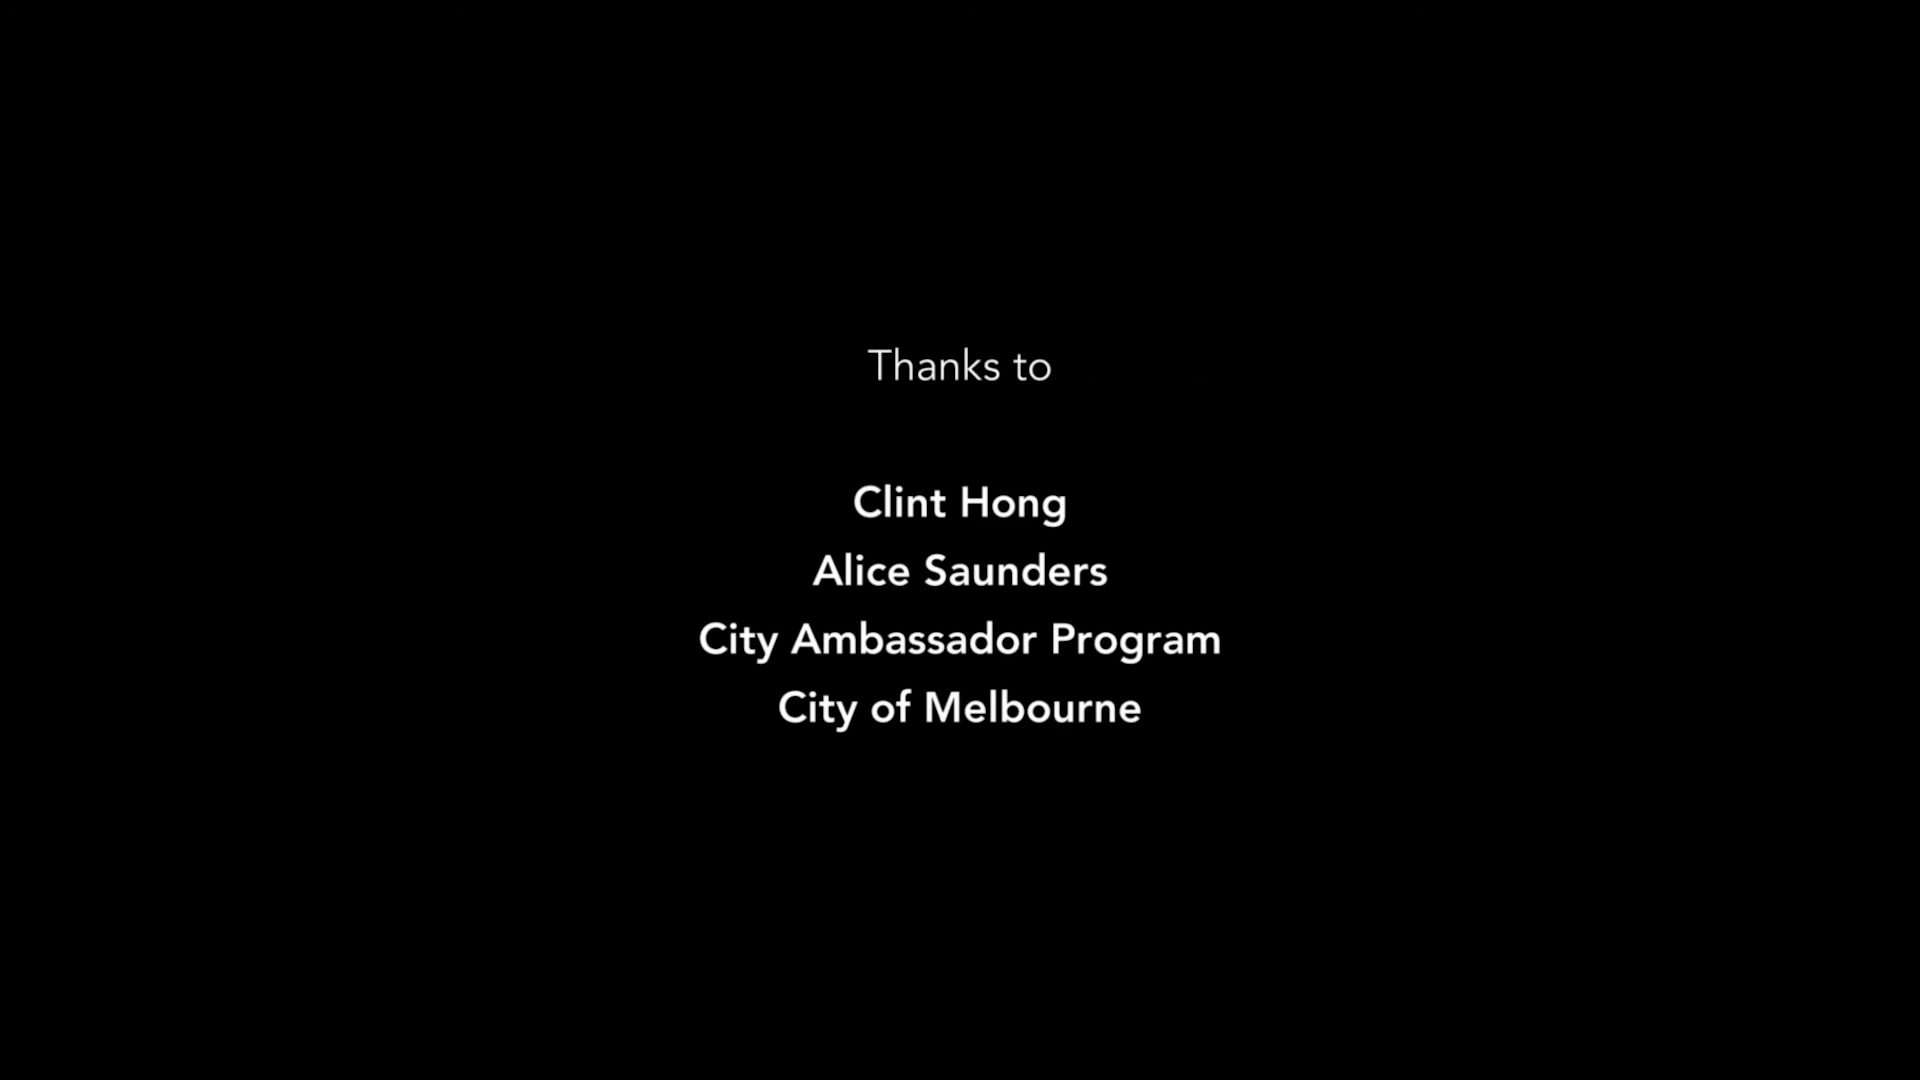 Thanks to
Clint Hong
Alice Saunders
City Ambassador Program
City of Melbourne